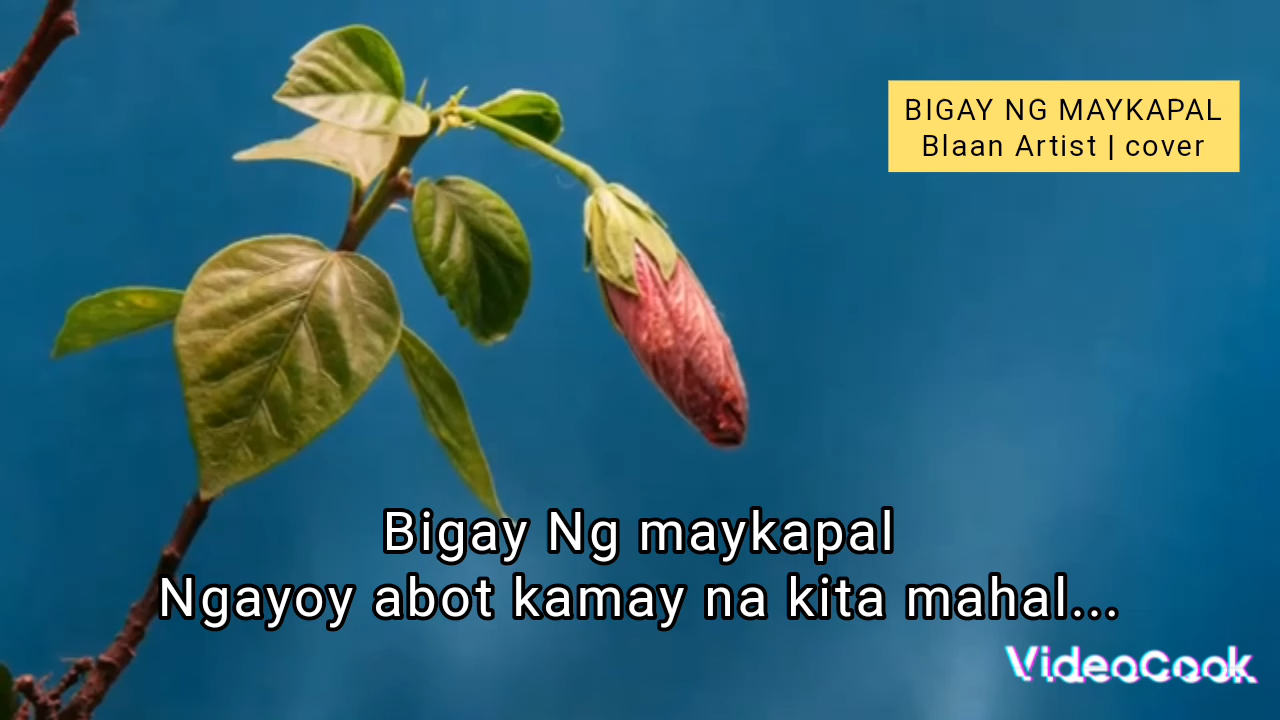 BIGAY NG MAYKAPAL
Blaan Artist | cover
Bigay Ng maykapal
Ngayoy abot kamay na kita mahal...
VideoCook